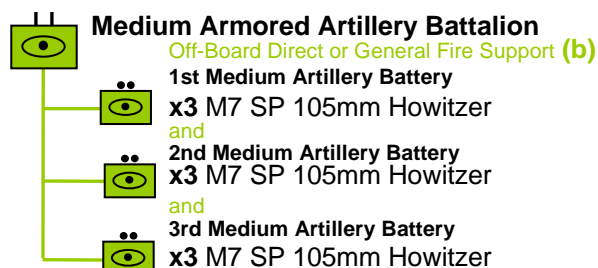 Medium Armored Artillery Battalion
Off-Board Direct or General Fire Support (b)
1st Medium Artillery Battery
x3 M7 SP 105mm Howitzer
and
2nd Medium Artillery Battery
x3 M7 SP 105mm Howitzer
and
3rd Medium Artillery Battery
x3 M7 SP 105mm Howitzer